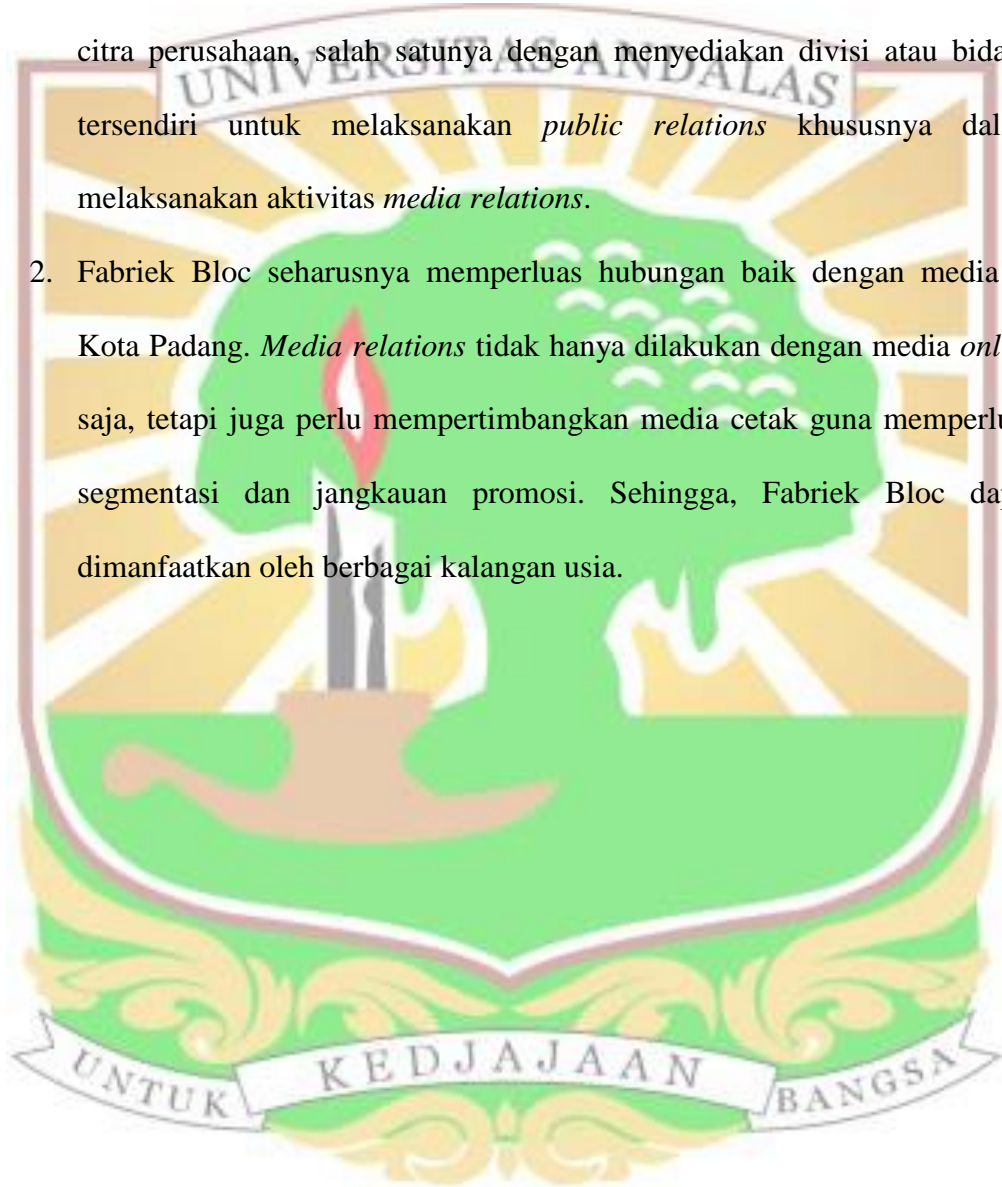 citra perusahaan, salah satunya dengan menyediakan divisi atau bida
UNIVERSITAS ANDALAS
tersendiri untuk melaksanakan public relations khususnya dal
melaksanakan aktivitas media relations.
2. Fabriek Bloc seharusnya memperluas hubungan baik dengan media
Kota Padang. Media relations tidak hanya dilakukan dengan media onl
saja, tetapi juga perlu mempertimbangkan media cetak guna memperlu
segmentasi dan jangkauan promosi. Sehingga, Fabriek Bloc da
dimanfaatkan oleh berbagai kalangan usia.
UNTUK KEDJAJAAN BANGSA